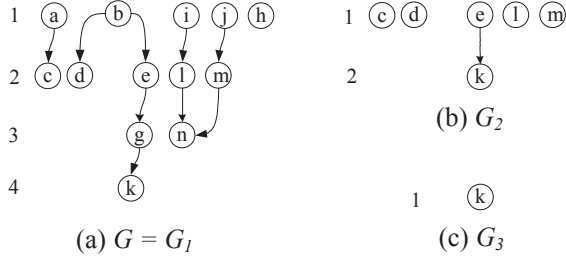 1 a b i j h
2 c d e l m
3 g n
4 k
(a) G = G1
1 c d e l m
2 k
(b) G2
1 k
(c) G3